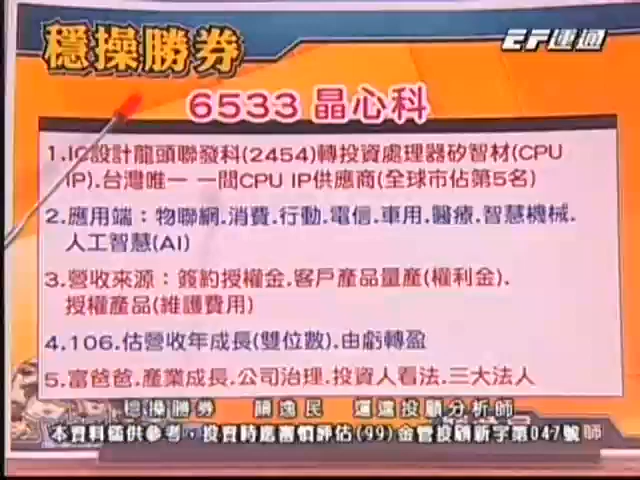 穩操勝券
EF運通
6533 晶心科
1.IC設計龍頭聯發科(2454)轉投資處理器矽智材(CPU
IP).台灣唯一 一間CPU IP供應商(全球市佔第5名)
2.應用端：物聯網.消費.行動.電信.車用.醫療.智慧機械.
人工智慧(AI)
3.營收來源：簽約授權金.客戶產品量產(權利金).
授權產品(維護費用)
4.106.估營收年成長(雙位數).由虧轉盈
5.富爸爸.產業成長.公司治理.投資人看法.三大法人
穩操勝券 逸民 運達投顧分析師
本資料僅供參考，投資時應審慎評估(99)金管投顧新字第047號 師